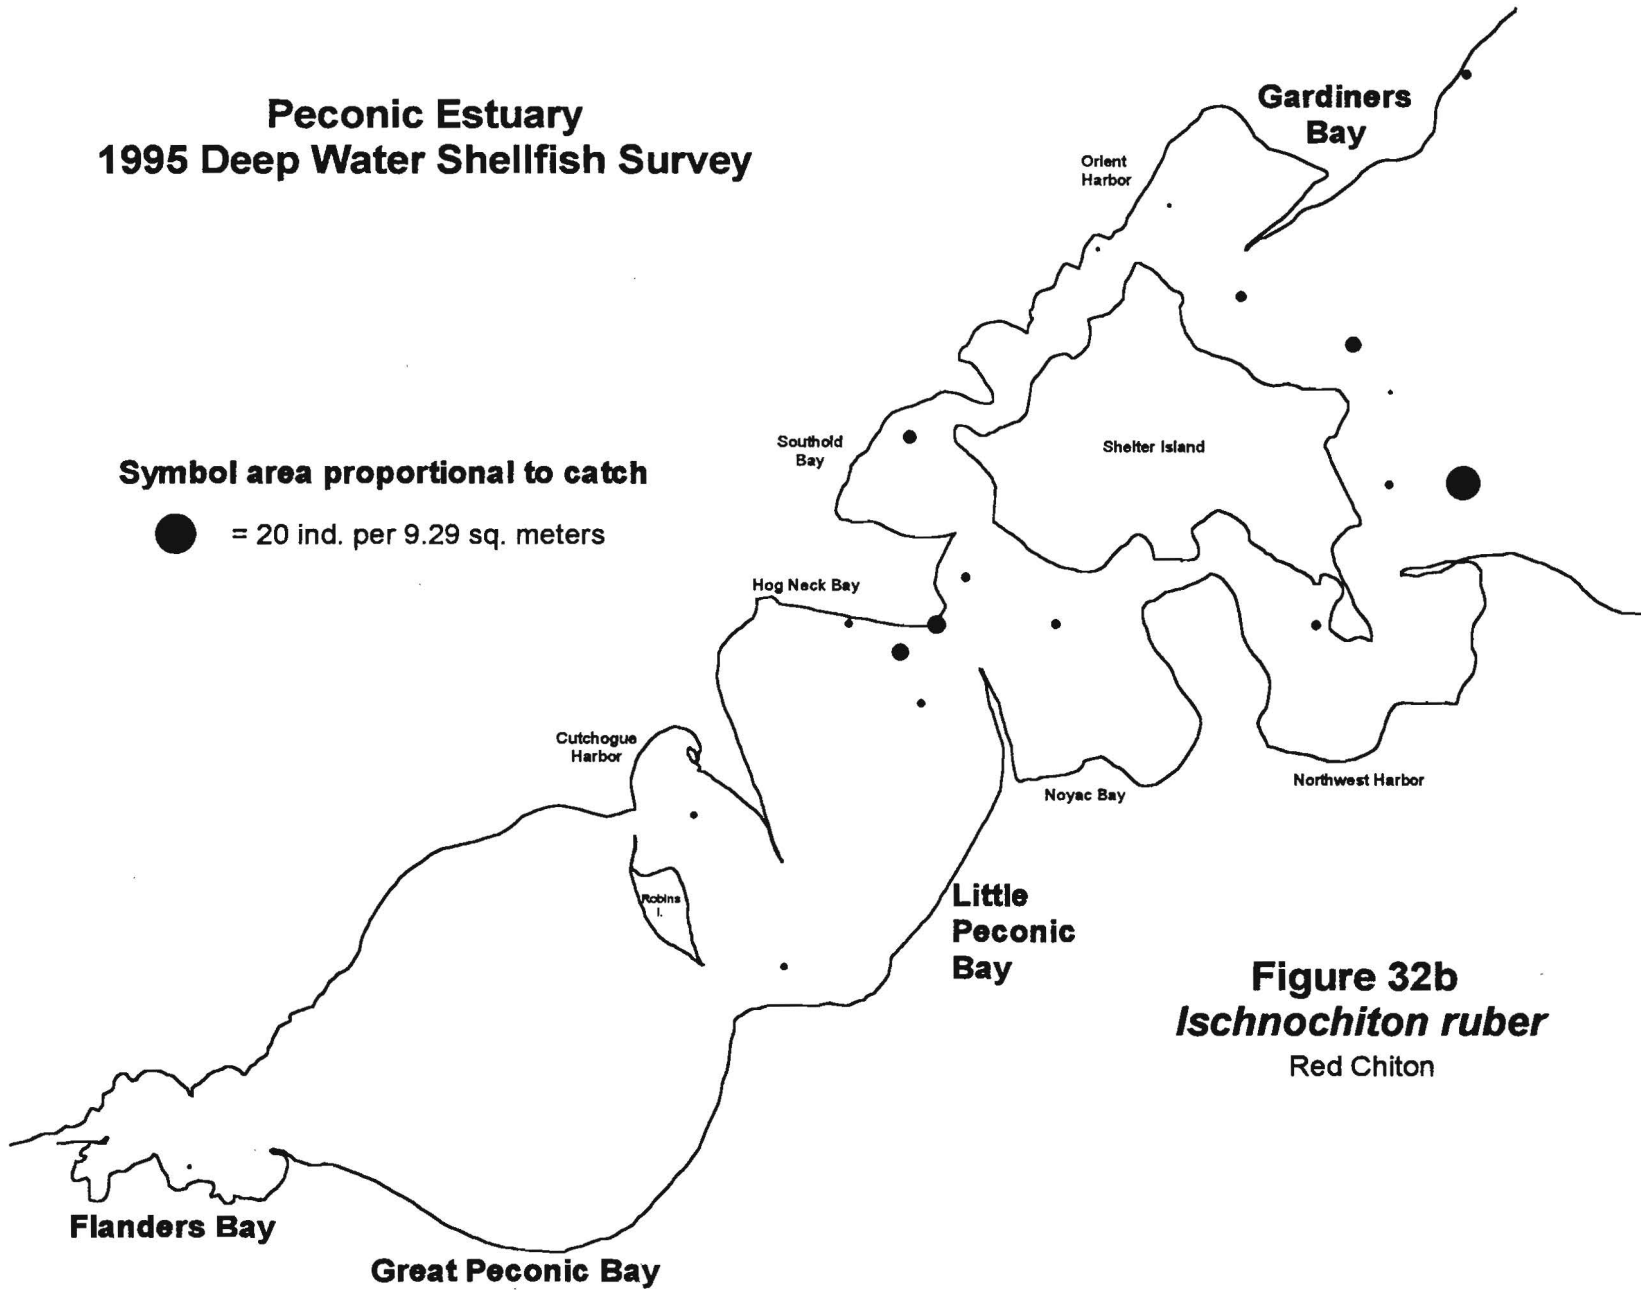 Peconic Estuary
1995 Deep Water Shellfish Survey
Gardiners
Bay
Orient
Harbor
Southold
Bay
Shelter Island
Symbol area proportional to catch
= 20 ind. per 9.29 sq. meters
Hog Neck Bay
Cutchogue
Harbor
Noyac Bay
Northwest Harbor
Robins
I.
Little
Peconic
Bay
Figure 32b
Ischnochiton ruber
Red Chiton
Flanders Bay
Great Peconic Bay